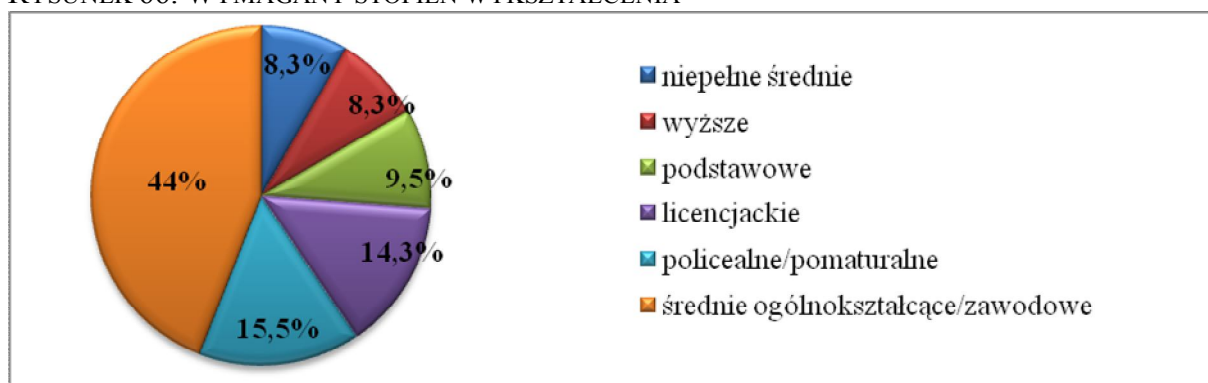 8,3%
8,3%
9,5%
14,3%
15,5%
44%
niepełne średnie
wyższe
podstawowe
licencjackie
policealne/pomaturalne
średnie ogólnokształcące/zawodowe